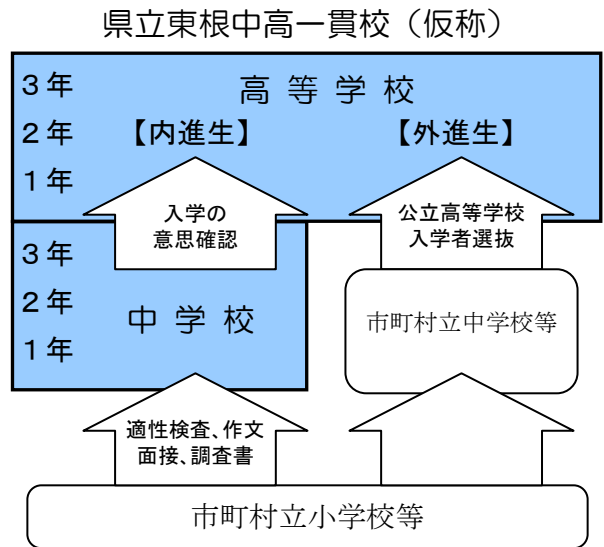 県立東根中高一貫校（仮称）
３年
高等学校
２年
【内進生】
【外進生】
１年
入学の
意思確認
公立高等学校
入学者選抜
３年
２年
中学校
１年
市町村立中学校等
適性検査、作文
面接、調査書
市町村立小学校等